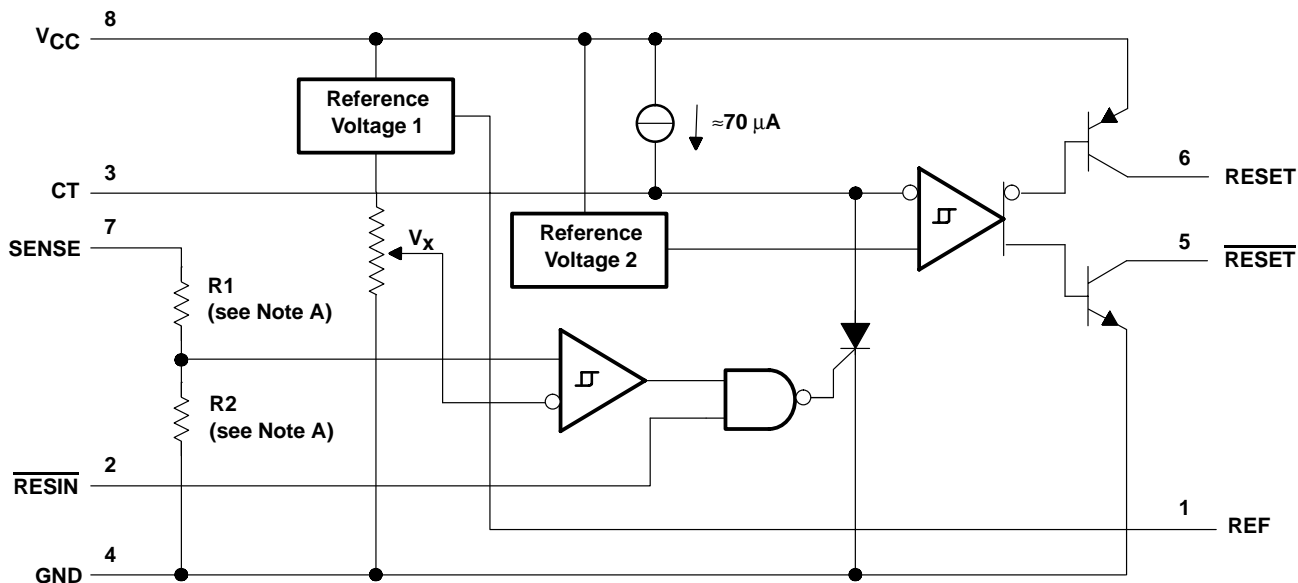 8
VCC
Reference
Voltage 1
≈70 μA
3
CT
6
RESET
7
SENSE
VX
Reference
Voltage 2
5
RESET
R1
(see Note A)
R2
(see Note A)
2
RESIN
1
REF
4
GND